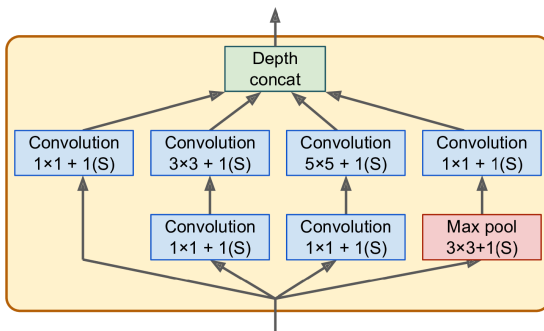 Depth
concat
Convolution
1×1 + 1(S)
Convolution
3×3 + 1(S)
Convolution
5×5 + 1(S)
Convolution
1×1 + 1(S)
Convolution
1×1 + 1(S)
Convolution
1×1 + 1(S)
Max pool
3×3+1(S)